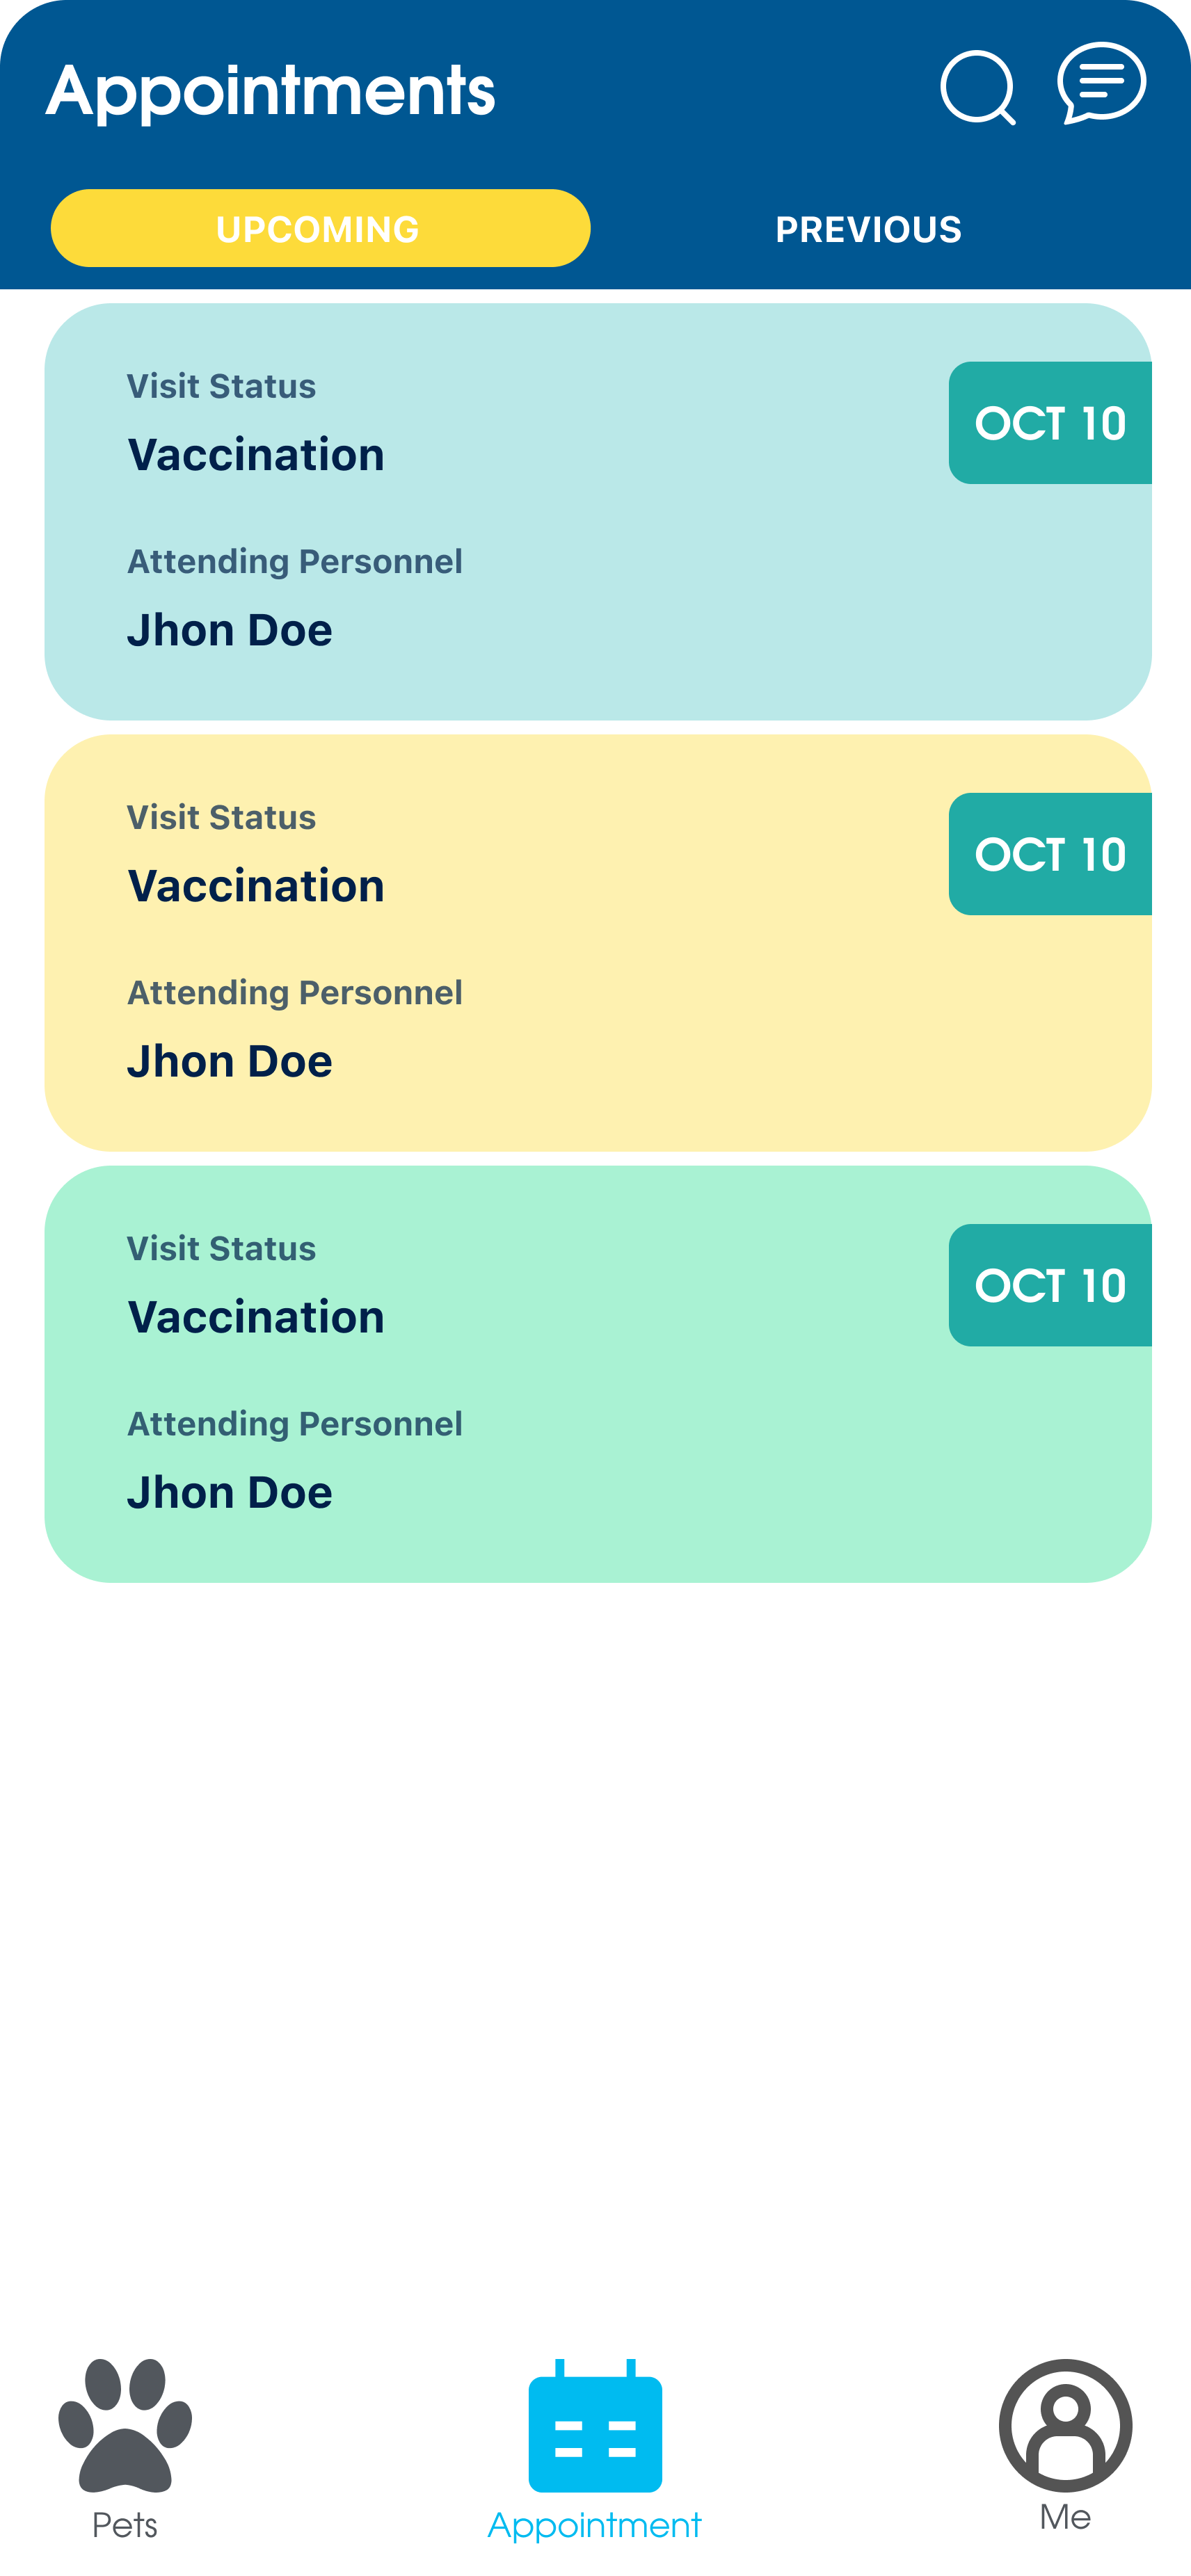 Appointments
UPCOMING
PREVIOUS
Visit Status
Vaccination
OCT 10
Attending Personnel
Jhon Doe
Visit Status
Vaccination
OCT 10
Attending Personnel
Jhon Doe
Visit Status
Vaccination
OCT 10
Attending Personnel
Jhon Doe
Pets
Appointment
Me